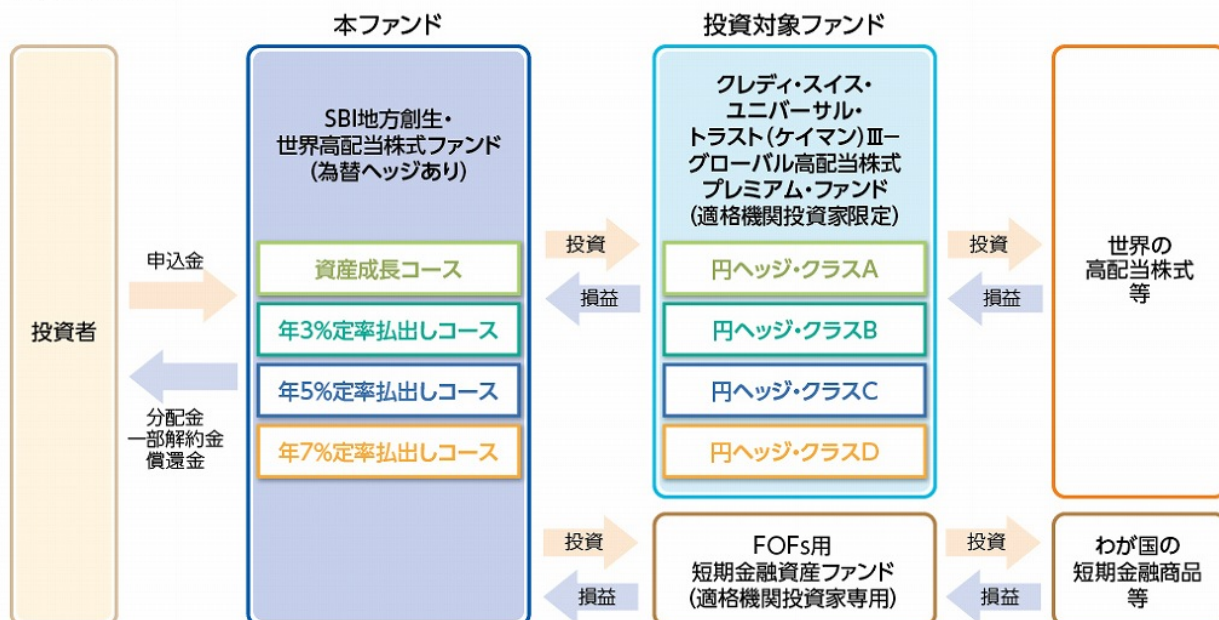 本ファンド
投資対象ファンド
投資者
申込金
分配金
一部解約金
償還金
SBI地方創生・
世界高配当株式ファンド
(為替ヘッジあり)
資産成長コース
年3%定率払出しコース
年5%定率払出しコース
年7%定率払出しコース
投資
損益
クレディ・スイス・
ユニバーサル・
トラスト(ケイマン)Ⅲー
グローバル高配当株式
プレミアム・ファンド
(適格機関投資家限定)
円ヘッジ・クラスA
円ヘッジ・クラスB
円ヘッジ・クラスC
円ヘッジ・クラスD
投資
損益
世界の
高配当株式
等
投資
損益
FOFs用
短期金融資産ファンド
(適格機関投資家専用)
投資
損益
わが国の
短期金融商品
等